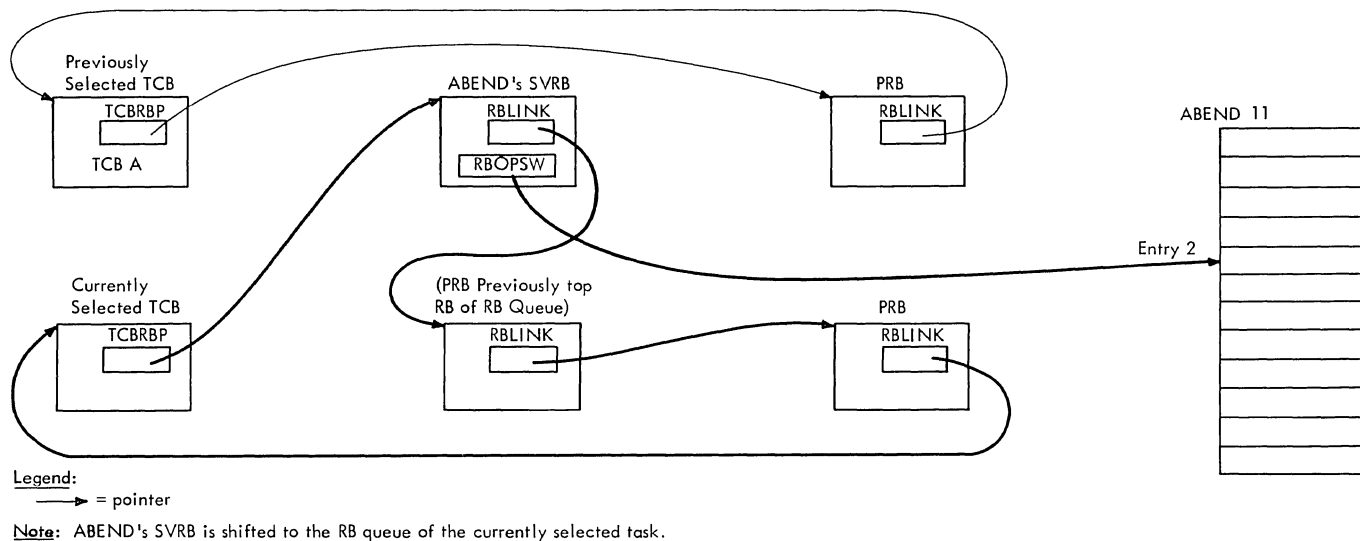 Previously
Selected TCB
TCBRBP
TCB A
ABEND's SVRB
RBLINK
RBOPSW
PRB
RBLINK
ABEND 11
Entry 2
Currently
Selected TCB
TCBRBP
(PRB Previously top
RB of RB Queue)
RBLINK
PRB
RBLINK
Legend:
= pointer
Note: ABEND's SVRB is shifted to the RB queue of the currently selected task.